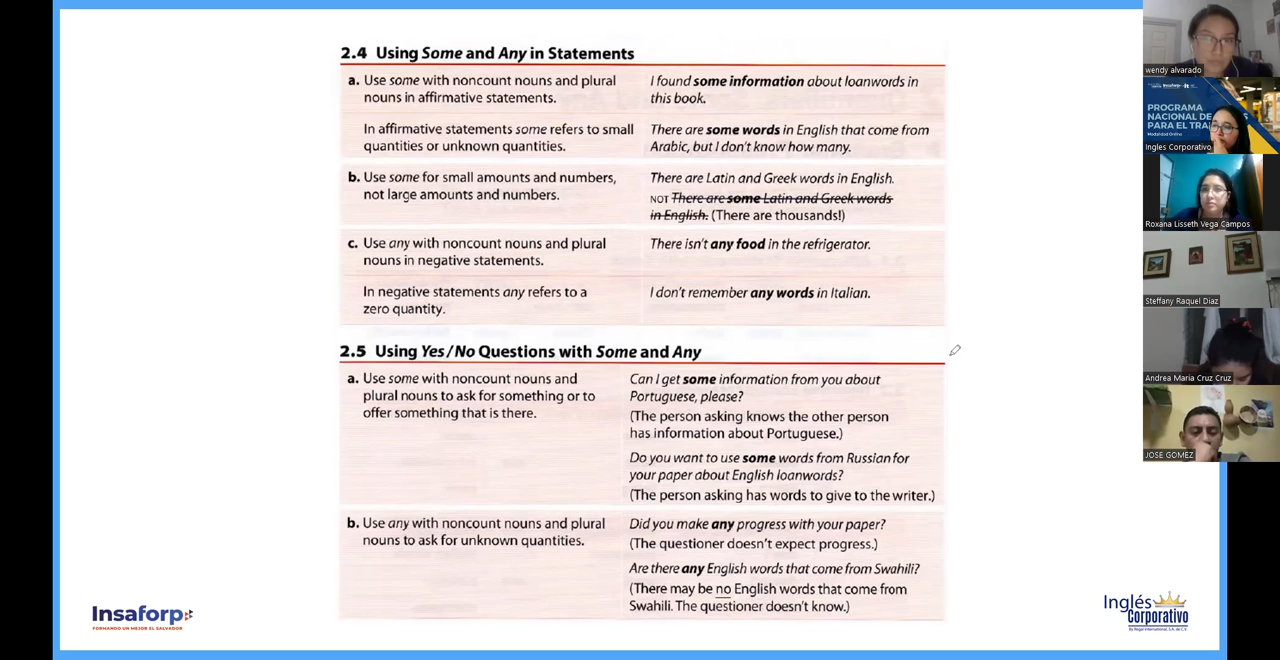 2.4 Using Some and Any in Statements
a. Use some with noncount nouns and plural
nouns in affirmative statements.
I found some information about loanwords in
this book.
In affirmative statements some refers to small
quantities or unknown quantities.
There are some words in English that come from
Arabic, but I don't know how many.
b. Use some for small amounts and numbers,
not large amounts and numbers.
There are Latin and Greek words in English.
NOT There are some Latin and Greek words
in English. (There are thousands!)
c. Use any with noncount nouns and plural
nouns in negative statements.
There isn't any food in the refrigerator.
In negative statements any refers to a
zero quantity.
I don't remember any words in Italian.
2.5 Using Yes/No Questions with Some and Any
a. Use some with noncount nouns and
plural nouns to ask for something or to
offer something that is there.
Can I get some information from you about
Portuguese, please?
(The person asking knows the other person
has information about Portuguese.)
Do you want to use some words from Russian for
your paper about English loanwords?
(The person asking has words to give to the writer.)
b. Use any with noncount nouns and plural
nouns to ask for unknown quantities.
Did you make any progress with your paper?
(The questioner doesn't expect progress.)
Are there any English words that come from Swahili?
(There may be no English words that come from
Swahili. The questioner doesn't know.)
Insaforp
FORMANDO UN MEJOR EL SALVADOR
Inglés
Corporativo
wendy alvarado
Insaforp
PROGRAMA
NACIONAL DE
PARA EL TRA
Modalidad Online
Ingles Corporativo
Roxana Lisseth Vega Campos
Steffany Raquel Diaz
Andrea Maria Cruz Cruz
JOSE GOMEZ